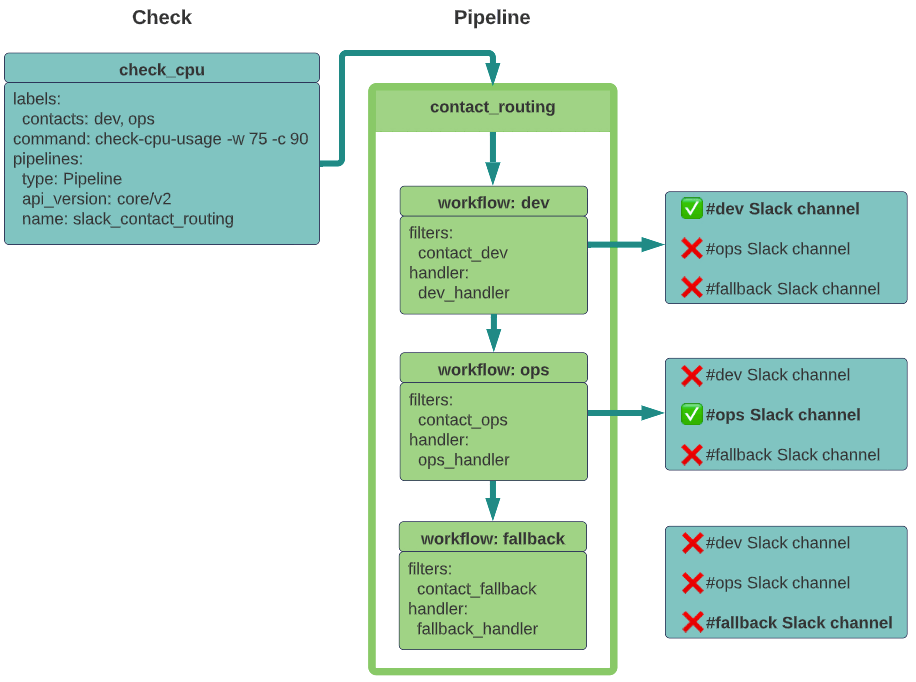 Check
Pipeline
check_cpu
labels:
contacts: dev, ops
command: check-cpu-usage -w 75 -c 90
pipelines:
type: Pipeline
api_version: core/v2
name: slack_contact_routing
contact_routing
workflow: dev
filters:
contact_dev
handler:
dev_handler
#dev Slack channel
#ops Slack channel
#fallback Slack channel
workflow: ops
filters:
contact_ops
handler:
ops_handler
#dev Slack channel
#ops Slack channel
#fallback Slack channel
workflow: fallback
filters:
contact_fallback
handler:
fallback_handler
#dev Slack channel
#ops Slack channel
#fallback Slack channel